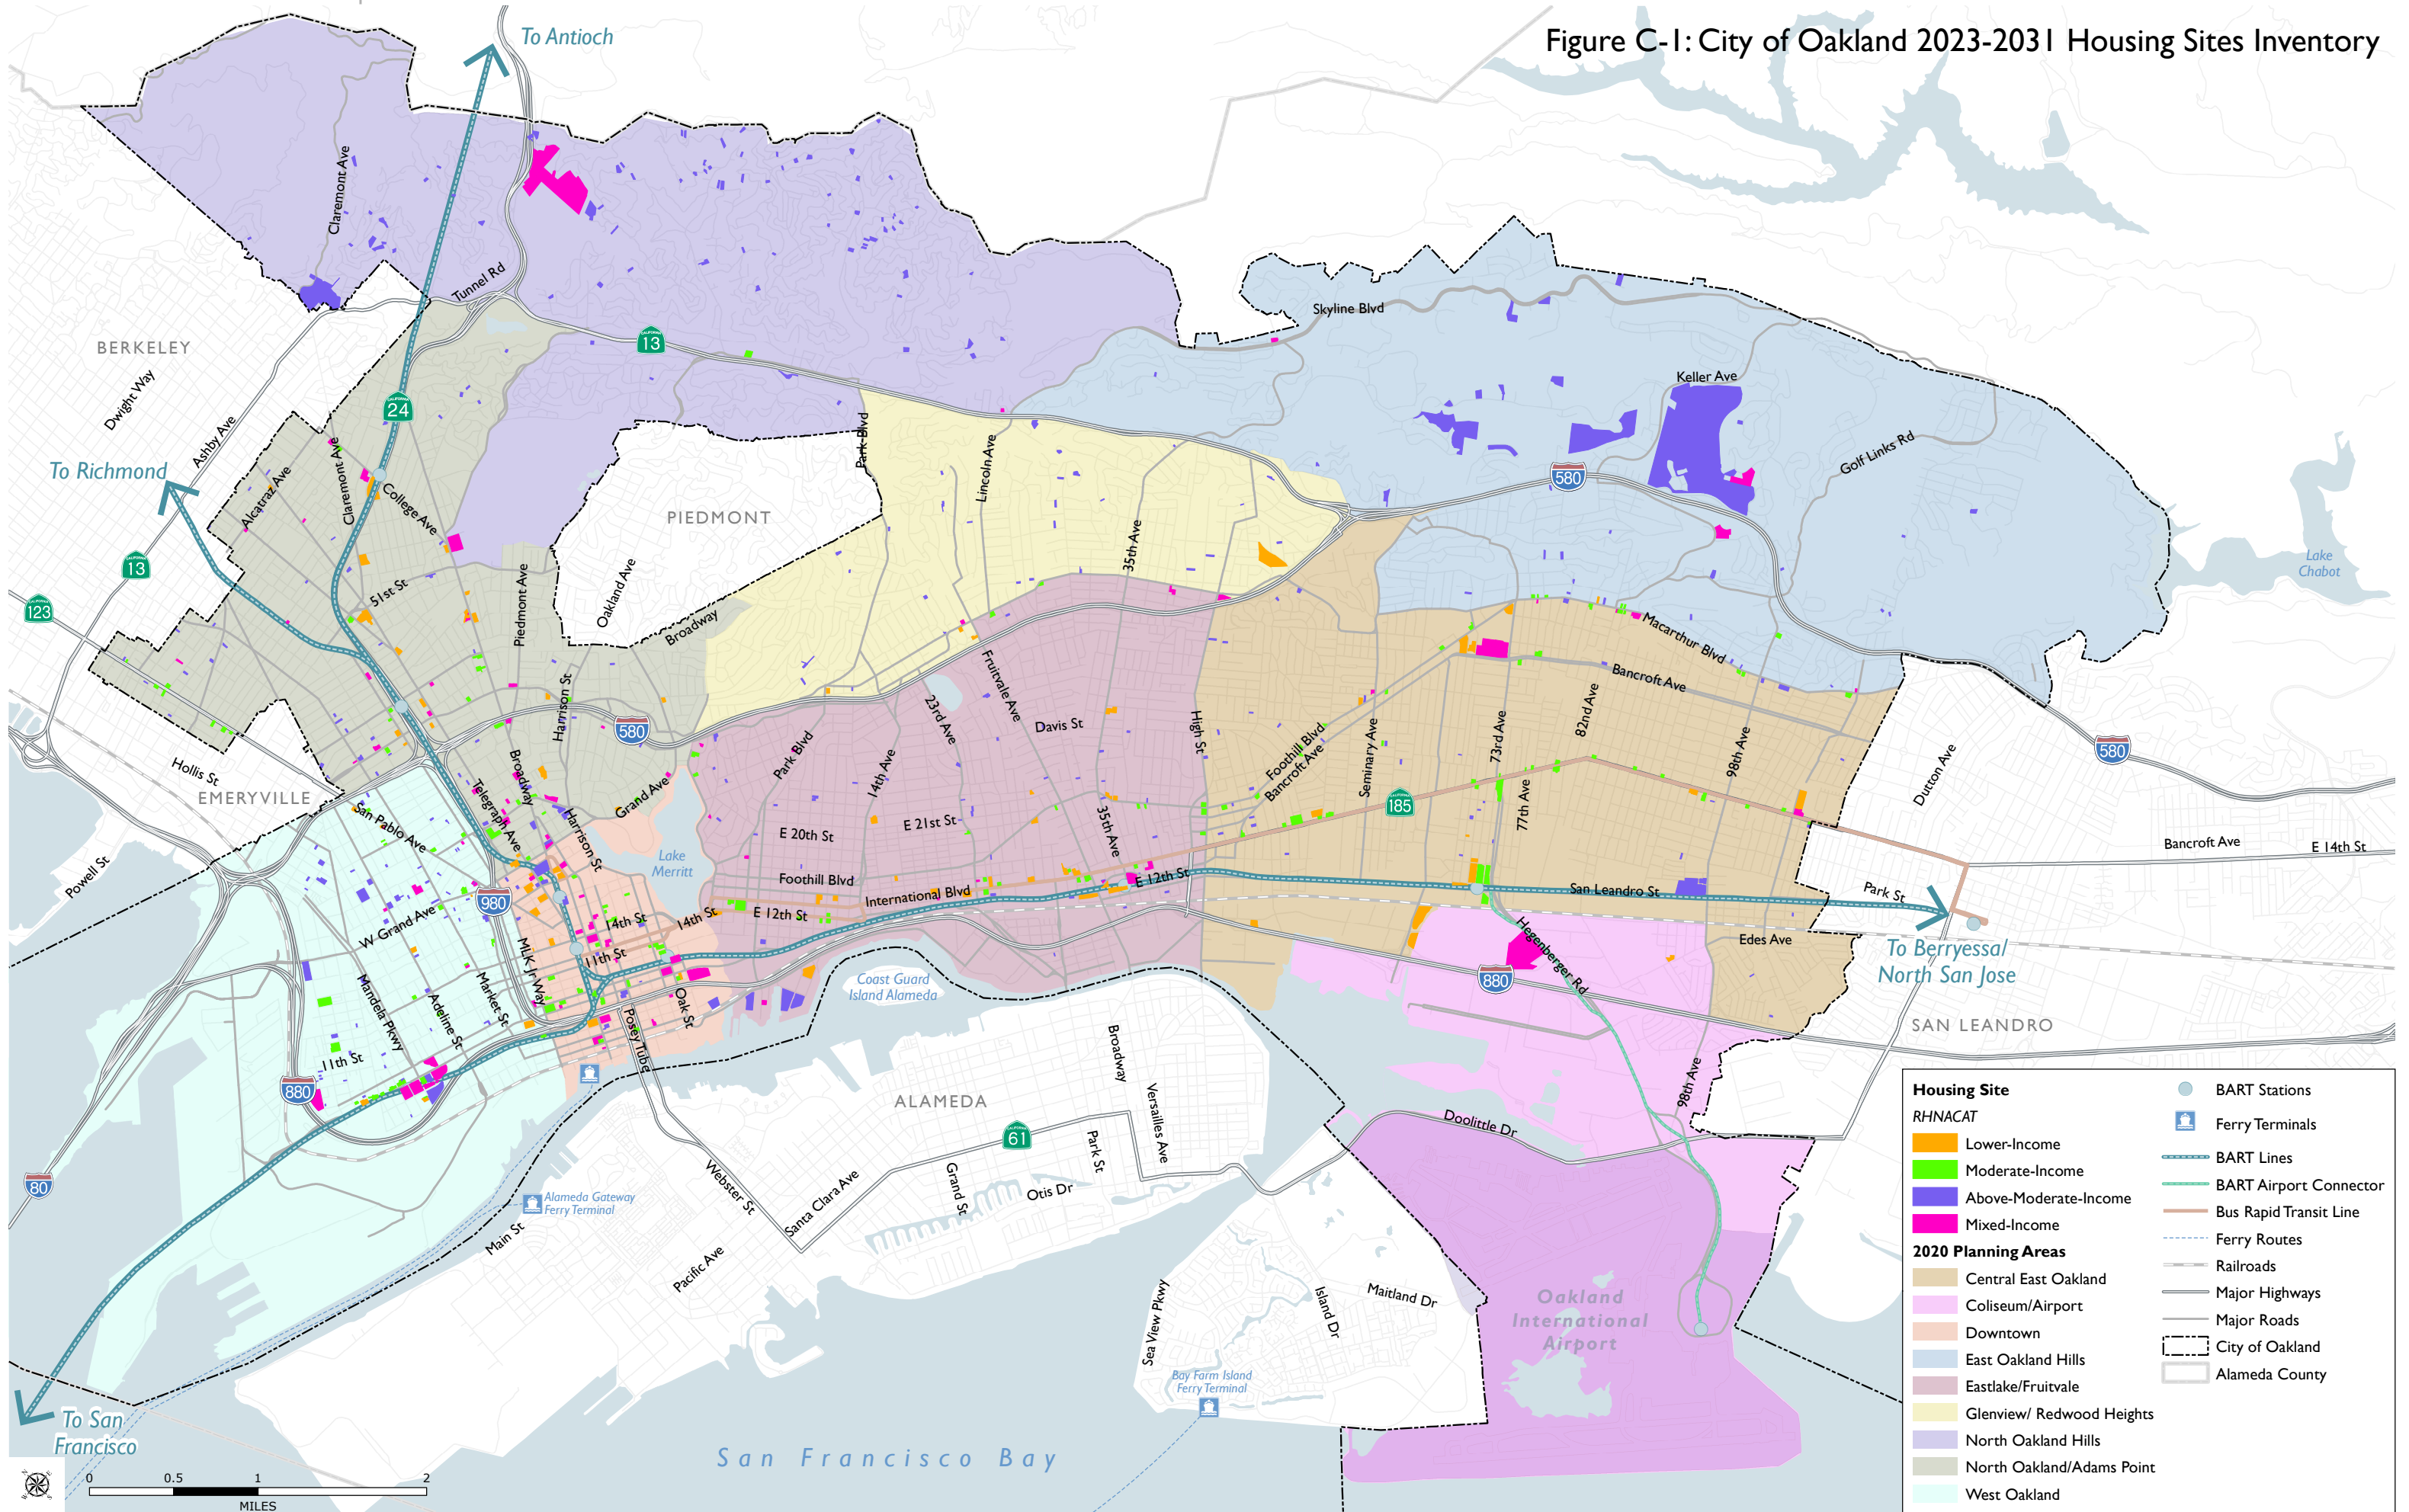 Figure C-1: City of Oakland 2023-2031 Housing Sites Inventory
To Antioch
Claremont Ave
Tunnel Rd
13
Skyline Blvd
BERKELEY
Dwight Way
Ashby Ave
24
Keller Ave
To Richmond
Alcatraz Ave
Claremont Ave
College Ave
Park Blvd
Lincoln Ave
35th Ave
580
Golf Links Rd
PIEDMONT
13
123
51st St
Piedmont Ave
Oakland Ave
Broadway
Lake
Chabot
Macarthur Blvd
Bancroft Ave
Hollis St
EMERYVILLE
Harrison St
580
Fruitvale Ave
23rd Ave
Davis St
High St
Foothill Blvd
Bancroft Ave
Seminary Ave
73rd Ave
82nd Ave
98th Ave
Dutton Ave
580
Park Blvd
14th Ave
Broadway
Telegraph Ave
Harrison St
Grand Ave
San Pablo Ave
Powell St
E 20th St
E 21st St
35th Ave
185
77th Ave
Bancroft Ave
E 14th St
Lake
Merritt
Foothill Blvd
International Blvd
E 12th St
E 12th St
San Leandro St
Park St
980
W Grand Ave
14th St
14th St
11th St
MLK Jr Way
Market St
Mandela Pkwy
Adeline St
Oak St
Posey Tube
11th St
880
80
Coast Guard
Island Alameda
Hegenberger Rd
880
Edes Ave
To Berryessal
North San Jose
SAN LEANDRO
98th Ave
Doolittle Dr
ALAMEDA
61
Broadway
Versailles Ave
Park St
Grand St
Otis Dr
Webster St
Santa Clara Ave
Alameda Gateway
Ferry Terminal
Main St
Pacific Ave
Sea View Pkwy
Island Dr
Maitland Dr
Bay Farm Island
Ferry Terminal
Oakland
International
Airport
To San
Francisco
San Francisco Bay
0 0.5 1 2
MILES
Housing Site
RHNACAT
Lower-Income
Moderate-Income
Above-Moderate-Income
Mixed-Income
2020 Planning Areas
Central East Oakland
Coliseum/Airport
Downtown
East Oakland Hills
Eastlake/Fruitvale
Glenview/ Redwood Heights
North Oakland Hills
North Oakland/Adams Point
West Oakland
BART Stations
Ferry Terminals
BART Lines
BART Airport Connector
Bus Rapid Transit Line
Ferry Routes
Railroads
Major Highways
Major Roads
City of Oakland
Alameda County